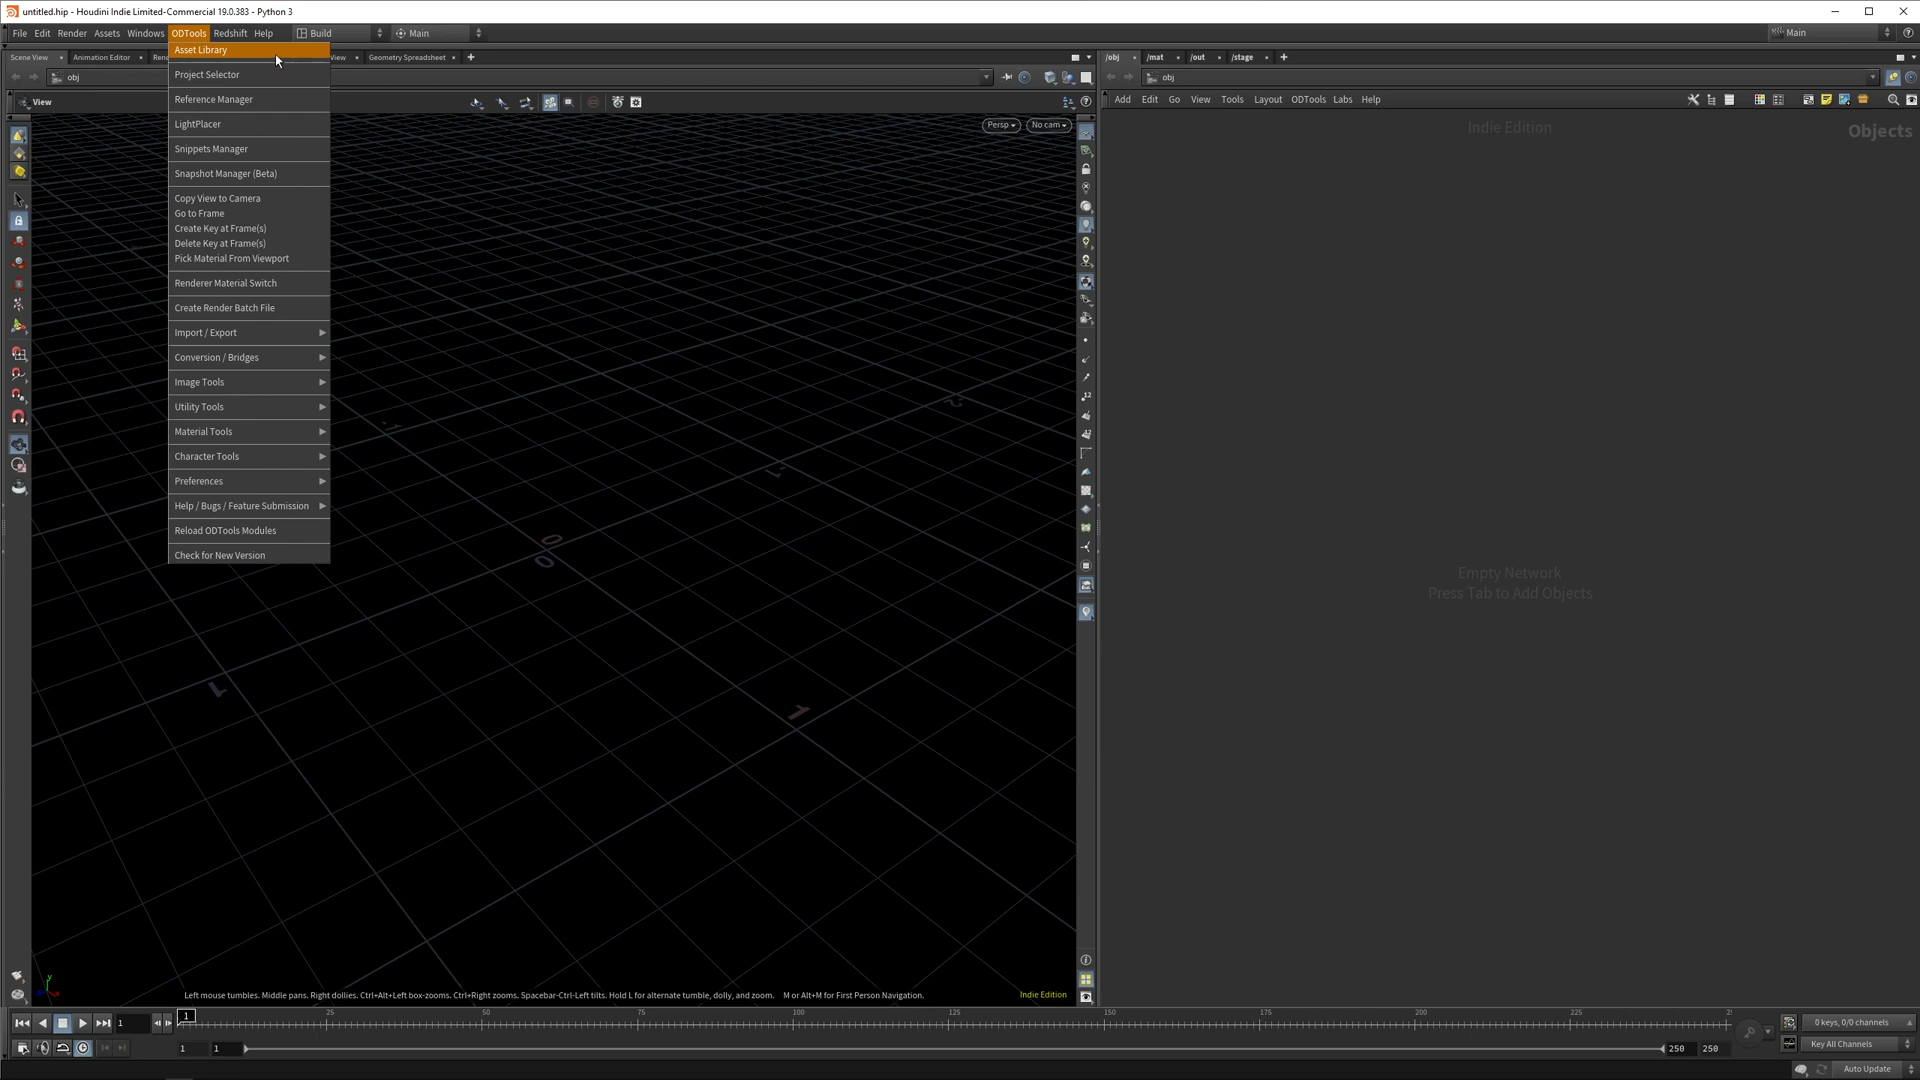 untitled.hip - Houdini Indie Limited-Commercial 19.0.383 - Python 3
File Edit Render Assets Windows ODTools Redshift Help Build Main Main
Scene View Animation Editor View Geometry Spreadsheet /obj /mat /out /stage
obj obj
View
Add Edit Go View Tools Layout ODTools Labs Help
Persp No cam
Indie Edition
Objects
Asset Library
Project Selector
Reference Manager
LightPlacer
Snippets Manager
Snapshot Manager (Beta)
Copy View to Camera
Go to Frame
Create Key at Frame(s)
Delete Key at Frame(s)
Pick Material From Viewport
Renderer Material Switch
Create Render Batch File
Import / Export
Conversion / Bridges
Image Tools
Utility Tools
Material Tools
Character Tools
Preferences
Help / Bugs / Feature Submission
Reload ODTools Modules
Check for New Version
Empty Network
Press Tab to Add Objects
0
0
1
1
Left mouse tumbles. Middle pans. Right dollies. Ctrl+Alt+Left box-zooms. Ctrl+Right zooms. Spacebar-Ctrl-Left tilts. Hold L for alternate tumble, dolly, and zoom. M or Alt+M for First Person Navigation.
Indie Edition
1 1 25 50 75 100 125 150 175 200 225
0 keys, 0/0 channels
1 1 250 250
Key All Channels
Auto Update